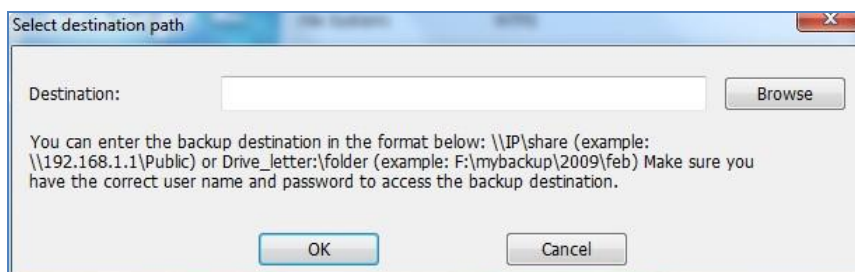 Select destination path
Destination:
Browse
You can enter the backup destination in the format below: \\IP\share (example:
\\192.168.1.1\Public) or Drive_letter:\folder (example: F:\mybackup\2009\feb) Make sure you
have the correct user name and password to access the backup destination.
OK
Cancel